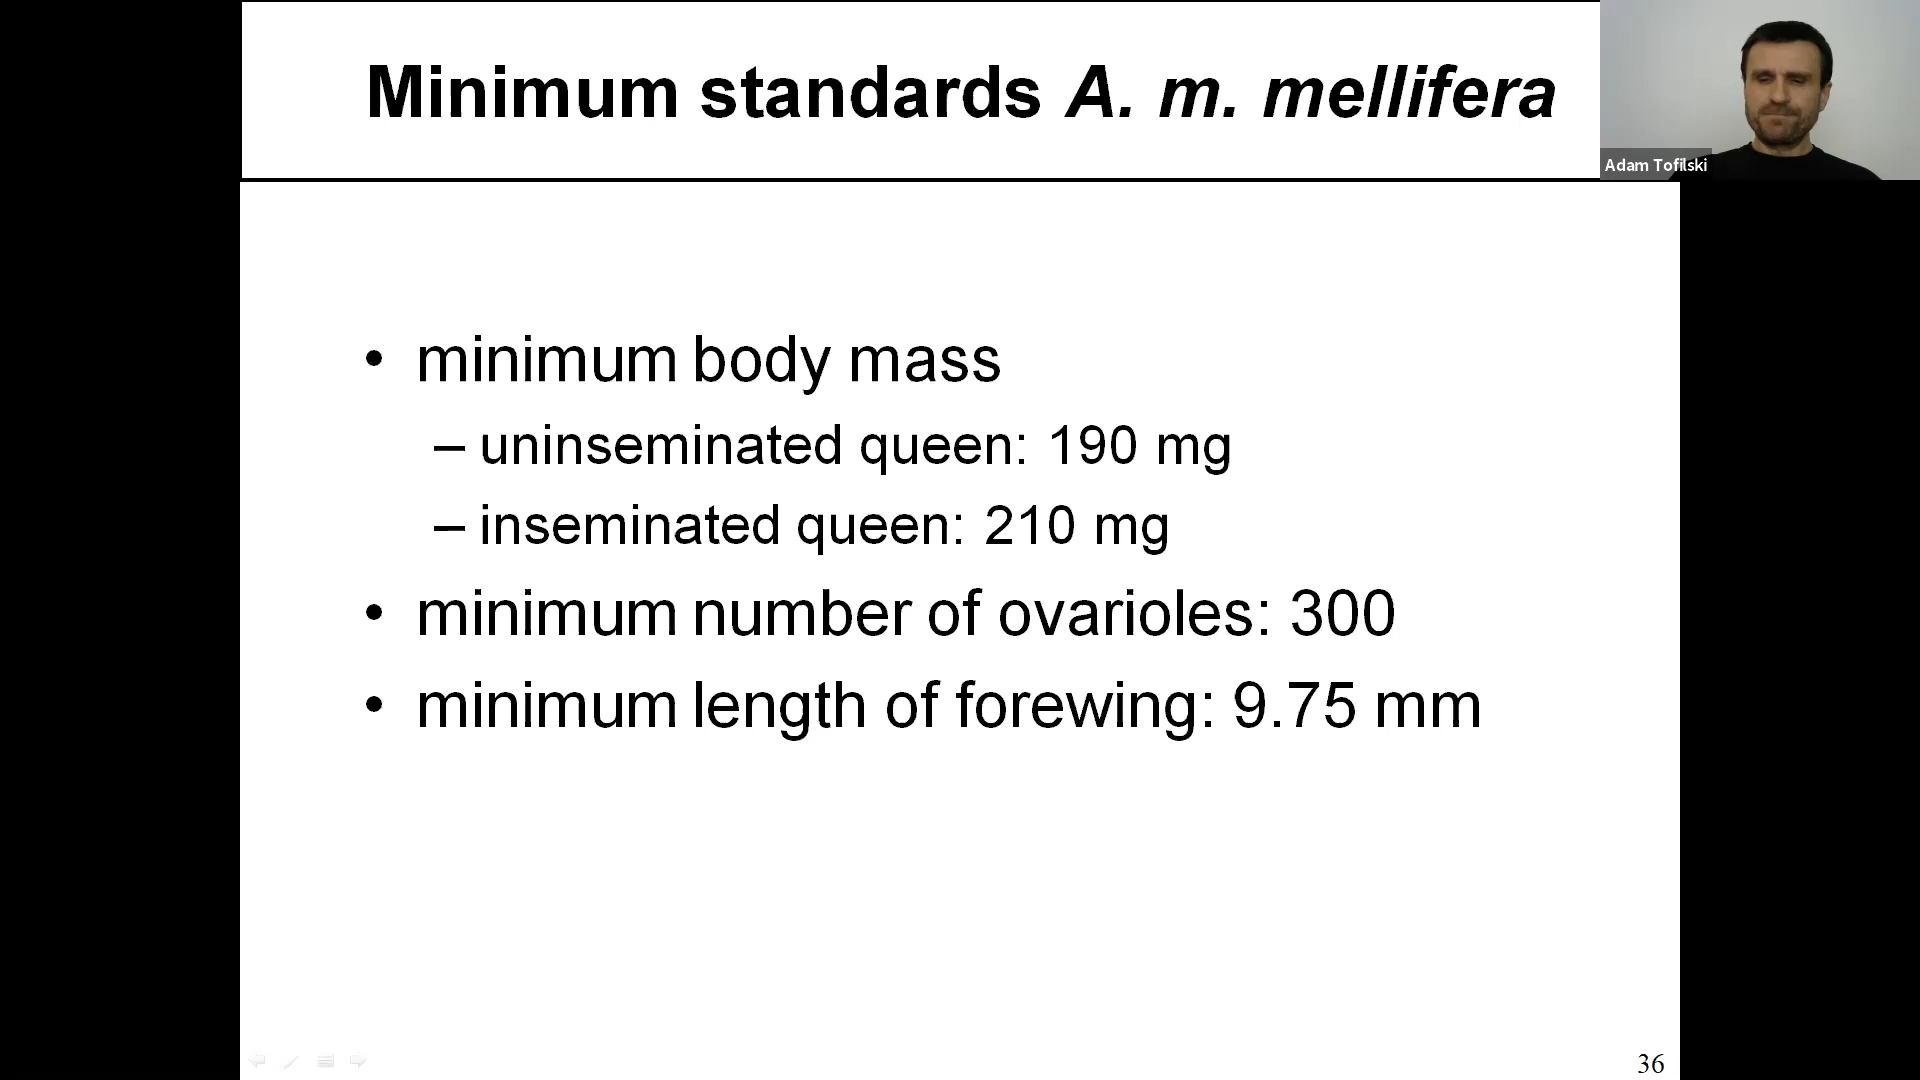 Minimum standards A. m. mellifera
Adam Tofilski
• minimum body mass
– uninseminated queen: 190 mg
– inseminated queen: 210 mg
• minimum number of ovarioles: 300
• minimum length of forewing: 9.75 mm
36